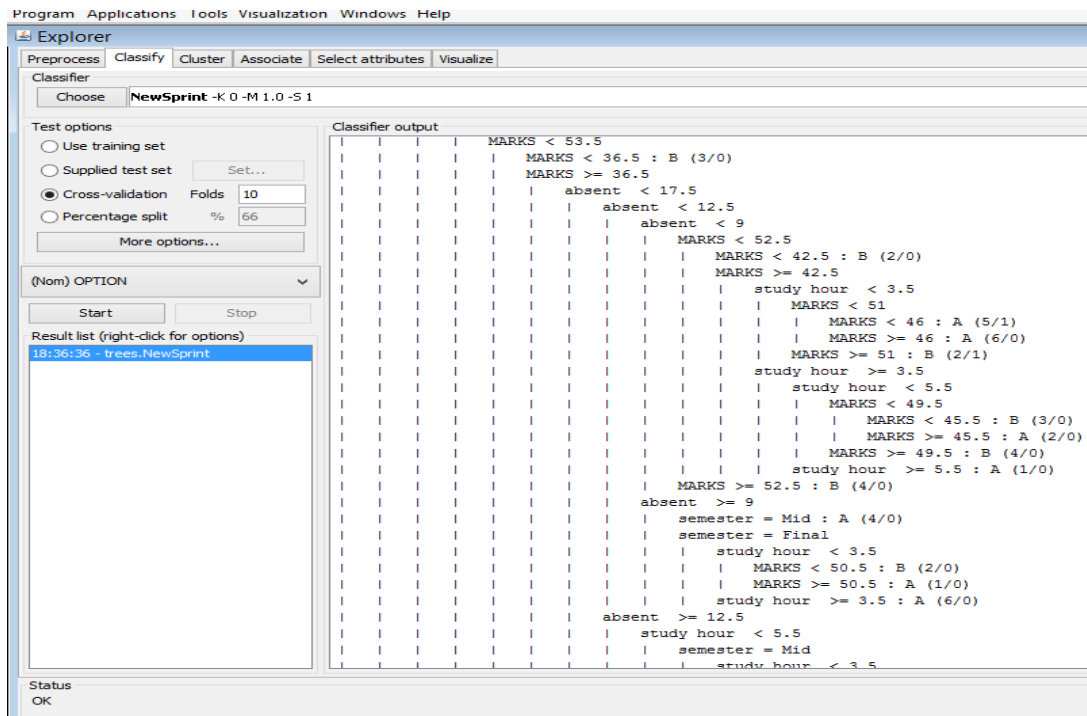 Program Applications Tools Visualization Windows Help
Explorer
Preprocess Classify Cluster Associate Select attributes Visualize
Classifier
Choose NewSprint -K 0 -M 1.0 -S 1
Test options
Use training set
Supplied test set Set...
Cross-validation Folds 10
Percentage split % 66
More options...
(Nom) OPTION
Start Stop
Result list (right-click for options)
18:36:36 - trees.NewSprint
Classifier output
| | | | MARKS < 53.5
| | | | | MARKS < 36.5 : B (3/0)
| | | | | MARKS >= 36.5
| | | | | | absent < 17.5
| | | | | | | absent < 12.5
| | | | | | | | absent < 9
| | | | | | | | | MARKS < 52.5
| | | | | | | | | | MARKS < 42.5 : B (2/0)
| | | | | | | | | | MARKS >= 42.5
| | | | | | | | | | | study hour < 3.5
| | | | | | | | | | | | MARKS < 51
| | | | | | | | | | | | | MARKS < 46 : A (5/1)
| | | | | | | | | | | | | MARKS >= 46 : A (6/0)
| | | | | | | | | | | | MARKS >= 51 : B (2/1)
| | | | | | | | | | | study hour >= 3.5
| | | | | | | | | | | | study hour < 5.5
| | | | | | | | | | | | | MARKS < 49.5
| | | | | | | | | | | | | | MARKS < 45.5 : B (3/0)
| | | | | | | | | | | | | | MARKS >= 45.5 : A (2/0)
| | | | | | | | | | | | | MARKS >= 49.5 : B (4/0)
| | | | | | | | | | | | study hour >= 5.5 : A (1/0)
| | | | | | | | | MARKS >= 52.5 : B (4/0)
| | | | | | | | absent >= 9
| | | | | | | | | semester = Mid : A (4/0)
| | | | | | | | | semester = Final
| | | | | | | | | | study hour < 3.5
| | | | | | | | | | | MARKS < 50.5 : B (2/0)
| | | | | | | | | | | MARKS >= 50.5 : A (1/0)
| | | | | | | | | | study hour >= 3.5 : A (6/0)
| | | | | | | absent >= 12.5
| | | | | | | | study hour < 5.5
| | | | | | | | | semester = Mid
| | | | | | | | | | study hour < 3.5
Status
OK